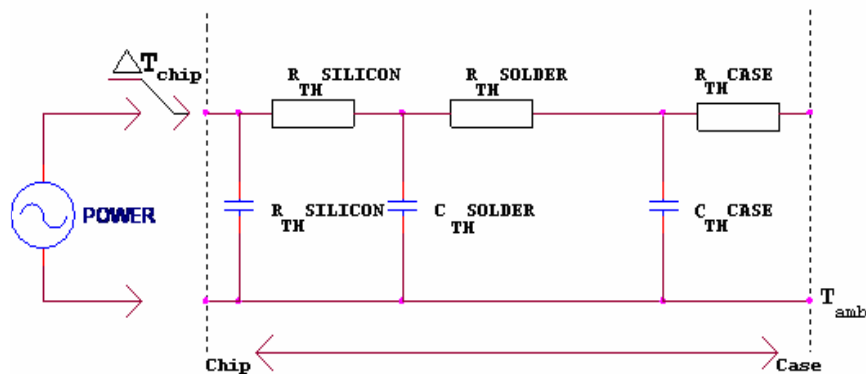 ΔT chip
R TH SILICON
R TH SOLDER
R TH CASE
POWER
R TH SILICON
C TH SOLDER
C TH CASE
T amb
Chip
Case